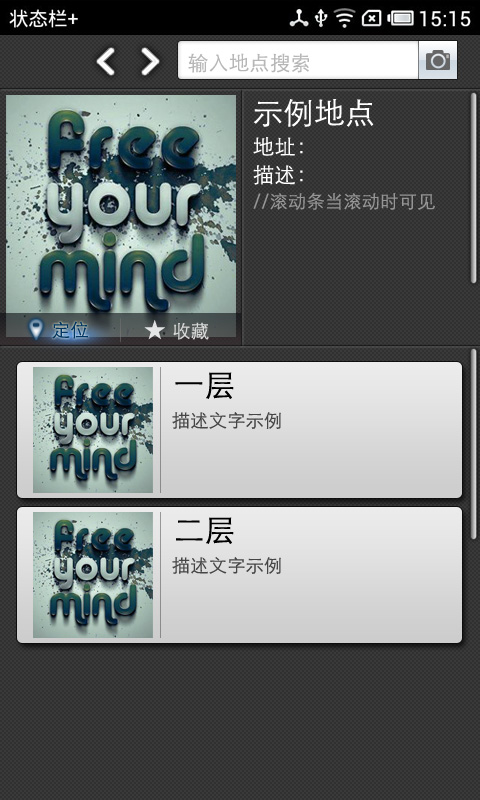 状态栏+
15:15
输入地点搜索
free
your
mind
示例地点
地址:
描述:
//滚动条当滚动时可见
定位
收藏
free
your
mind
一层
描述文字示例
free
your
mind
二层
描述文字示例